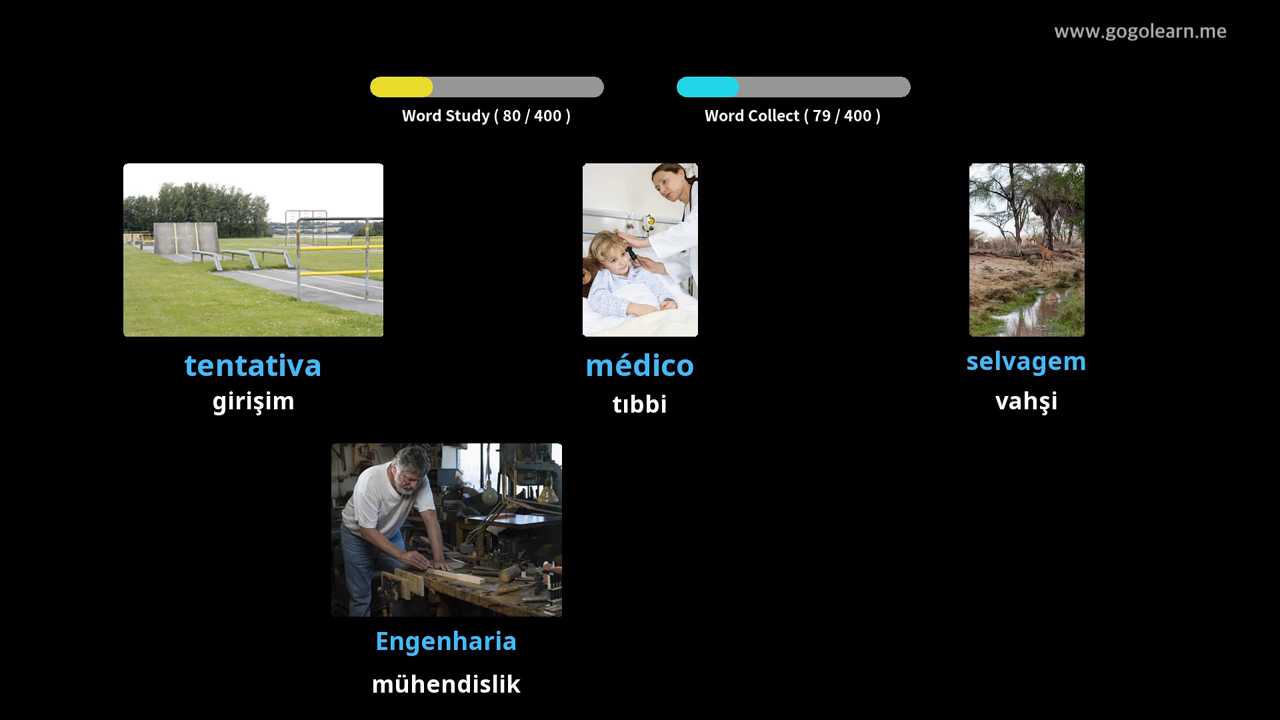 www.gogolearn.me
Word Study ( 80 / 400 )
Word Collect ( 79 / 400 )
tentativa
girişim
médico
tıbbi
selvagem
vahşi
Engenharia
mühendislik